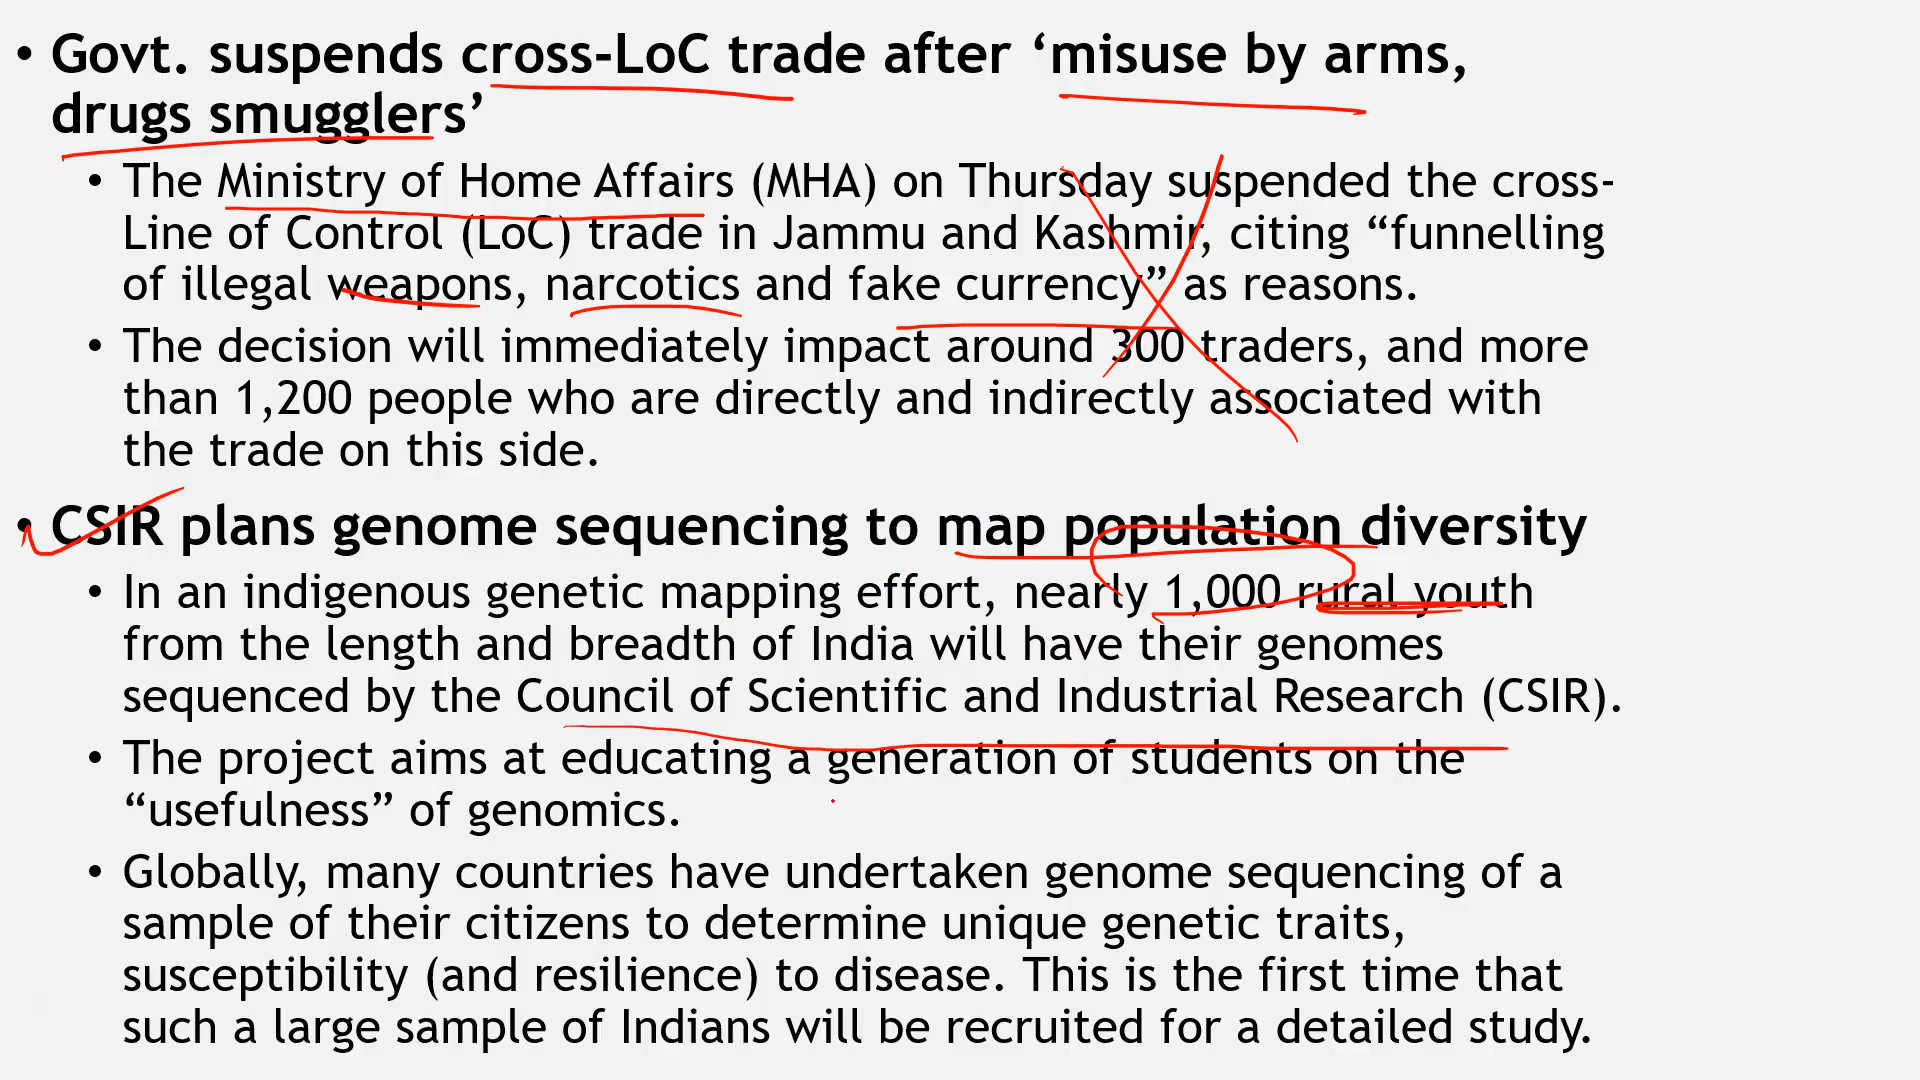 • Govt. suspends cross-LoC trade after ‘misuse by arms,
drugs smugglers’
• The Ministry of Home Affairs (MHA) on Thursday suspended the cross-
Line of Control (LoC) trade in Jammu and Kashmir, citing “funnelling
of illegal weapons, narcotics and fake currency” as reasons.
• The decision will immediately impact around 300 traders, and more
than 1,200 people who are directly and indirectly associated with
the trade on this side.
• CSIR plans genome sequencing to map population diversity
• In an indigenous genetic mapping effort, nearly 1,000 rural youth
from the length and breadth of India will have their genomes
sequenced by the Council of Scientific and Industrial Research (CSIR).
• The project aims at educating a generation of students on the
“usefulness” of genomics.
• Globally, many countries have undertaken genome sequencing of a
sample of their citizens to determine unique genetic traits,
susceptibility (and resilience) to disease. This is the first time that
such a large sample of Indians will be recruited for a detailed study.